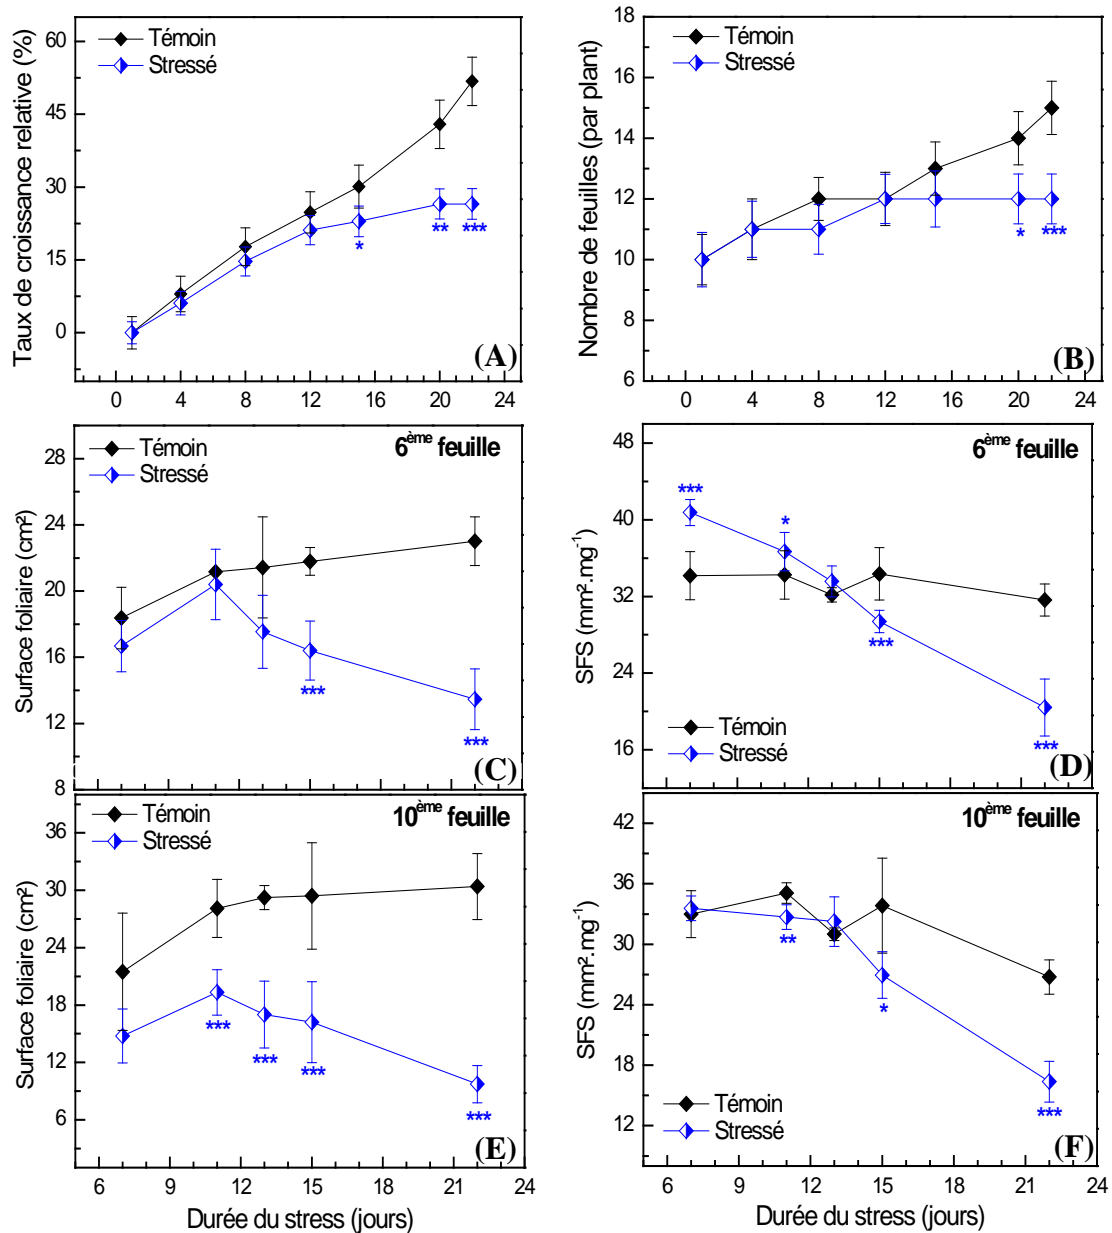 Taux de croissance relative (%)
60
45
30
15
0
Témoin
Stressé
*
**
***
(A)
0
4
8
12
16
20
24
Nombre de feuilles (par plant)
18
16
14
12
10
8
6
Témoin
Stressé
*
***
(B)
0
4
8
12
16
20
24
Surface foliaire (cm²)
28
24
20
16
12
8
Témoin
Stressé
6ème feuille
***
***
(C)
SFS (mm².mg-1)
48
40
32
24
16
6ème feuille
***
*
***
***
Témoin
Stressé
(D)
Surface foliaire (cm²)
36
30
24
18
12
6
Témoin
Stressé
10ème feuille
***
***
***
***
(E)
6
9
12
15
18
21
24
Durée du stress (jours)
SFS (mm².mg-1)
42
36
30
24
18
12
10ème feuille
**
*
***
Témoin
Stressé
(F)
6
9
12
15
18
21
24
Durée du stress (jours)